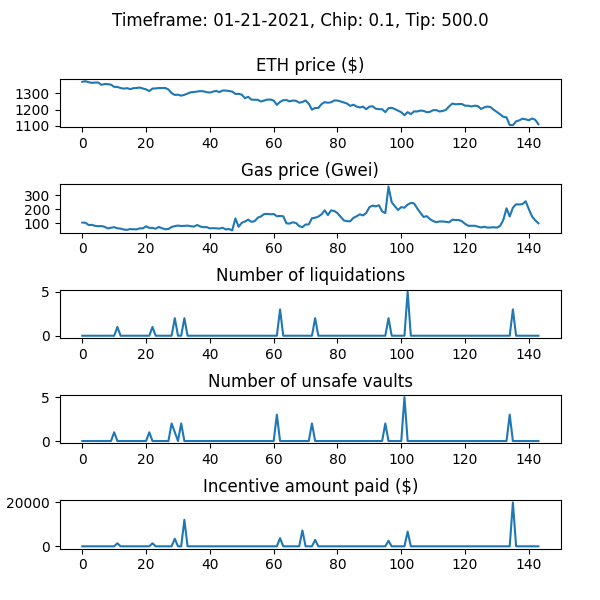 Timeframe: 01-21-2021, Chip: 0.1, Tip: 500.0
ETH price ($)
1300
1200
1100
0 20 40 60 80 100 120 140
Gas price (Gwei)
300
200
100
0 20 40 60 80 100 120 140
Number of liquidations
5
0
0 20 40 60 80 100 120 140
Number of unsafe vaults
5
0
0 20 40 60 80 100 120 140
Incentive amount paid ($)
20000
0
0 20 40 60 80 100 120 140